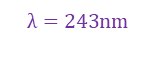 λ = 243nm